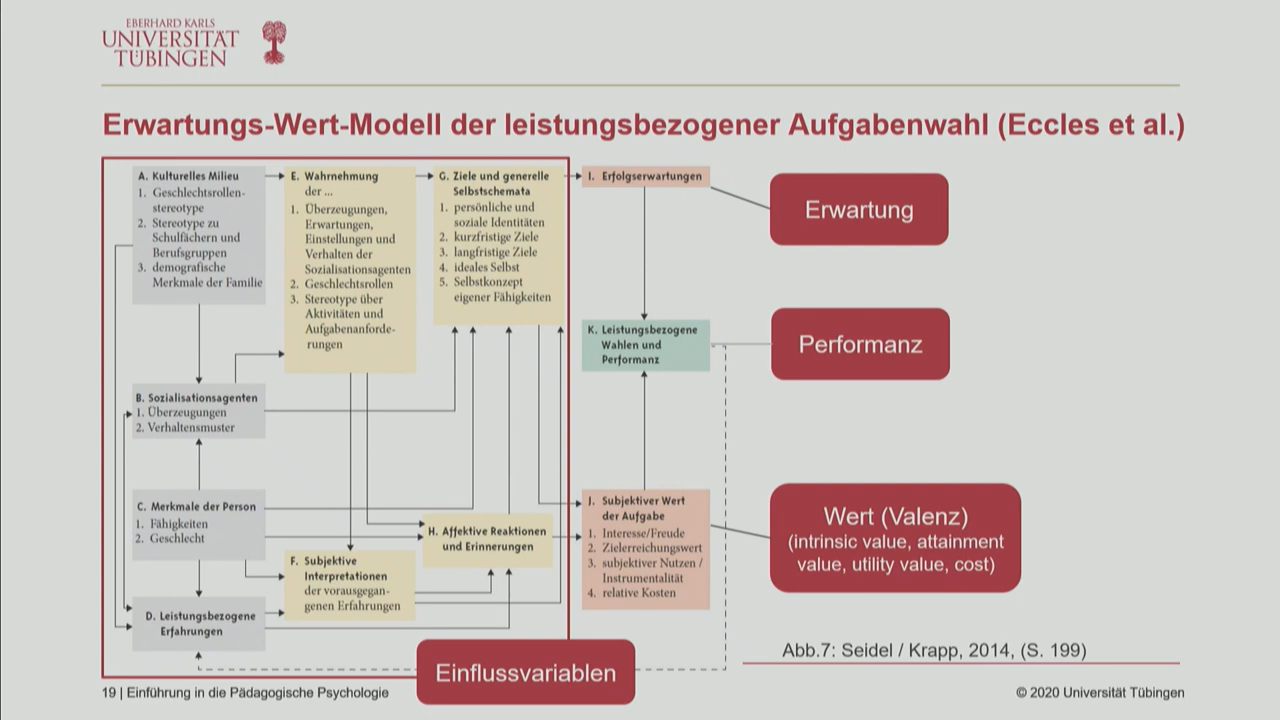 EBERHARD KARLS
UNIVERSITÄT
TÜBINGEN
Erwartungs-Wert-Modell der leistungsbezogener Aufgabenwahl (Eccles et al.)
A. Kulturelles Milieu
1. Geschlechtsrollen-
stereotype
2. Stereotype zu
Schulfächern und
Berufsgruppen
3. demografische
Merkmale der Familie
B. Sozialisationsagenten
1. Überzeugungen
2. Verhaltensmuster
C. Merkmale der Person
1. Fähigkeiten
2. Geschlecht
D. Leistungsbezogene
Erfahrungen
E. Wahrnehmung
der ...
1. Überzeugungen,
Erwartungen,
Einstellungen und
Verhalten der
Sozialisationsagenten
2. Geschlechtsrollen
3. Stereotype über
Aktivitäten und
Aufgabenanforde-
rungen
F. Subjektive
Interpretationen
der vorausgegan-
genen Erfahrungen
G. Ziele und generelle
Selbstschemata
1. persönliche und
soziale Identitäten
2. kurzfristige Ziele
3. langfristige Ziele
4. ideales Selbst
5. Selbstkonzept
eigener Fähigkeiten
H. Affektive Reaktionen
und Erinnerungen
I. Erfolgserwartungen
K. Leistungsbezogene
Wahlen und
Performanz
J. Subjektiver Wert
der Aufgabe
1. Interesse/Freude
2. Zielerreichungswert
3. subjektiver Nutzen /
Instrumentalität
4. relative Kosten
Erwartung
Performanz
Wert (Valenz)
(intrinsic value, attainment
value, utility value, cost)
Einflussvariablen
Abb.7: Seidel / Krapp, 2014, (S. 199)
19 | Einführung in die Pädagogische Psychologie
© 2020 Universität Tübingen